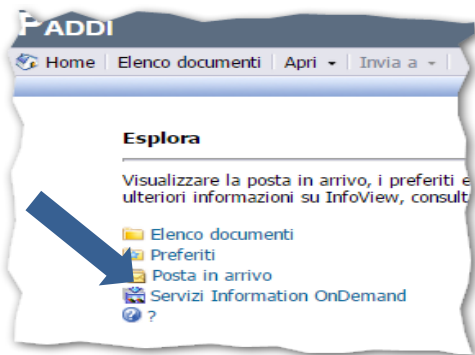 PADDI
Home Elenco documenti Apri Invia a
Esplora
Visualizzare la posta in arrivo, i preferiti e
ulteriori informazioni su InfoView, consult
Elenco documenti
Preferiti
Posta in arrivo
Servizi Information OnDemand
?